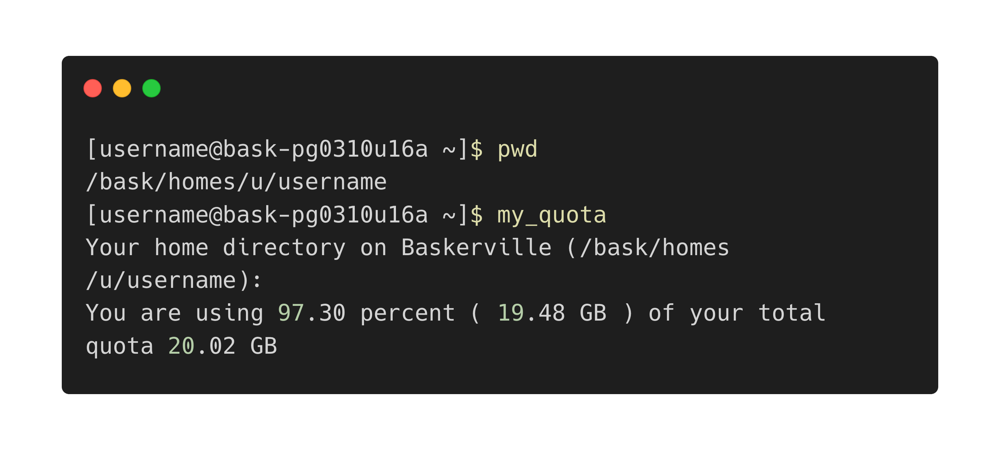 [username@bask-pg0310u16a ~]$ pwd
/bask/homes/u/username
[username@bask-pg0310u16a ~]$ my_quota
Your home directory on Baskerville (/bask/homes
/u/username):
You are using 97.30 percent ( 19.48 GB ) of your total
quota 20.02 GB